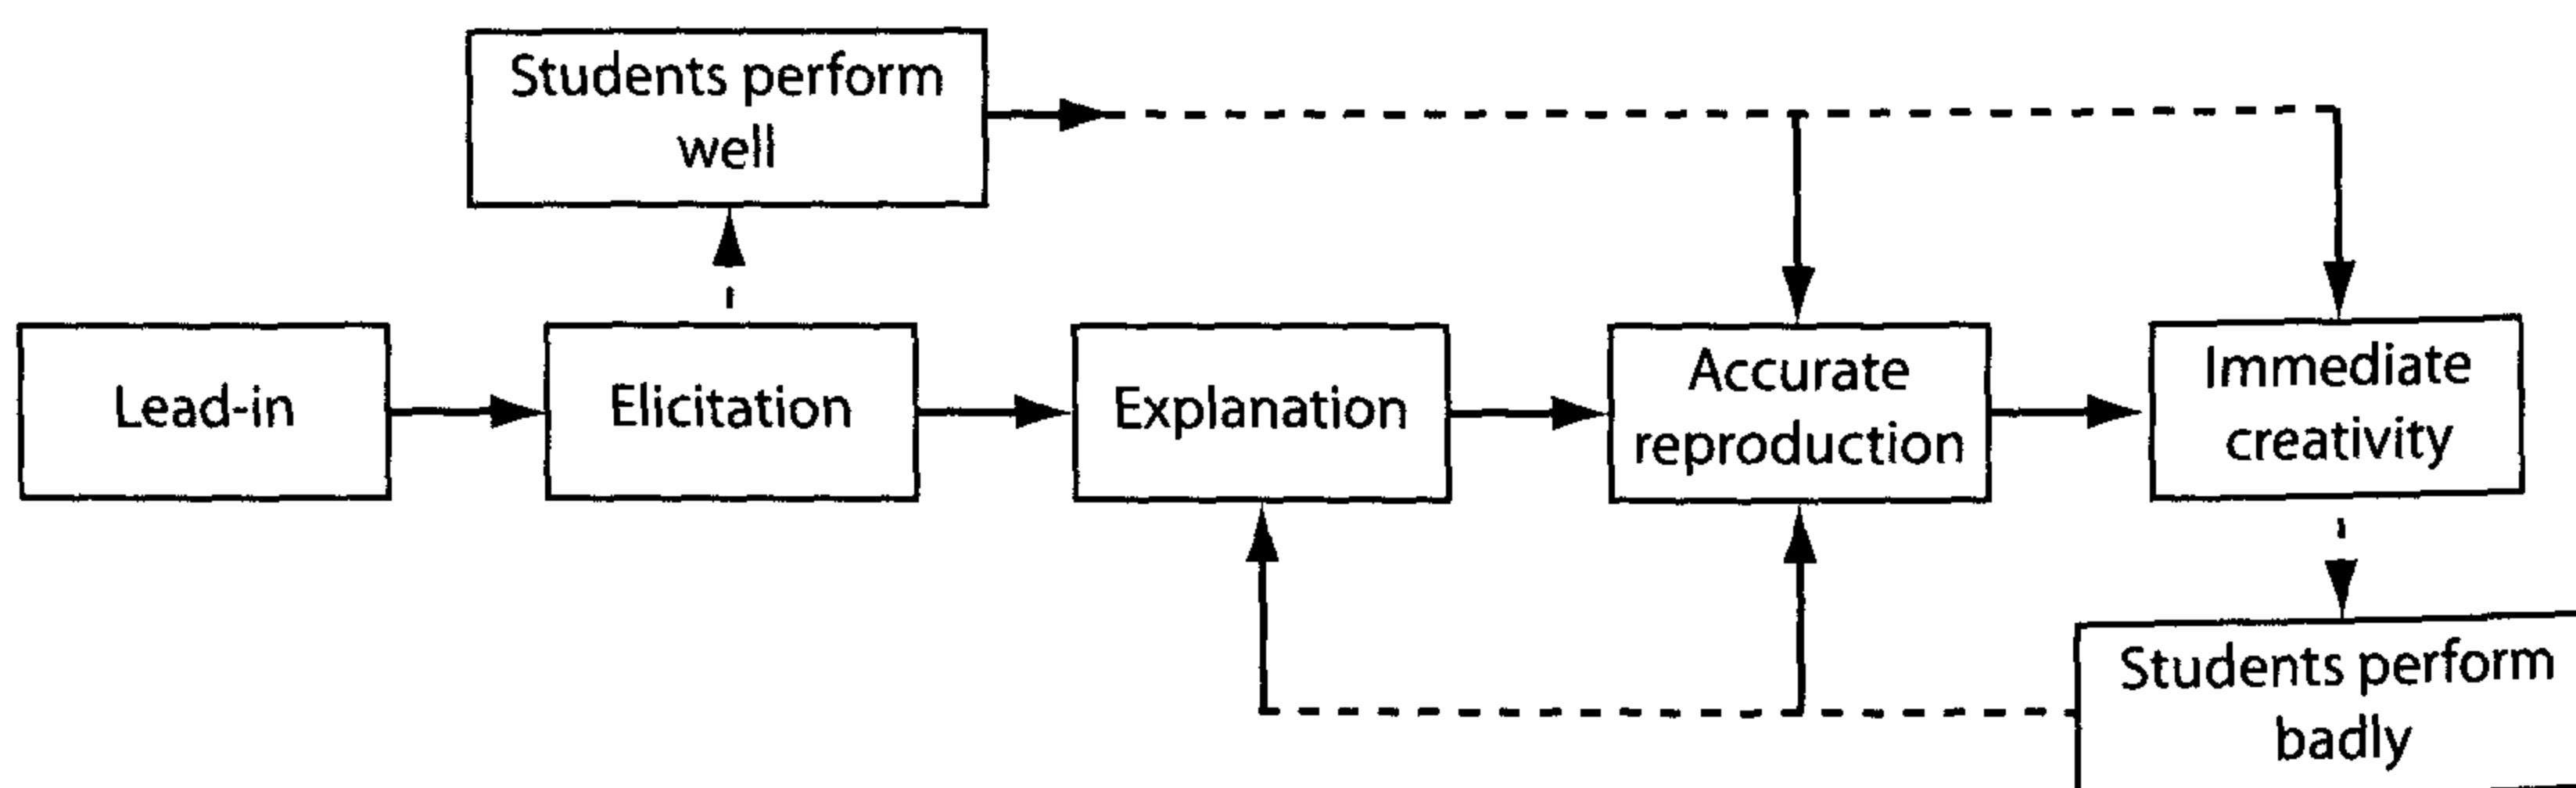 Students perform
well
Lead-in
Elicitation
Explanation
Accurate
reproduction
Immediate
creativity
Students perform
badly